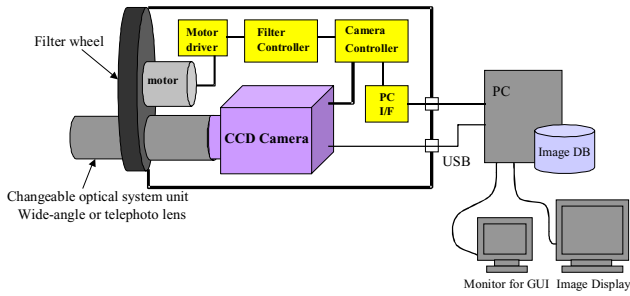 Filter wheel
Motor
driver
Filter
Controller
Camera
Controller
motor
PC
I/F
PC
CCD Camera
Image DB
USB
Changeable optical system unit
Wide-angle or telephoto lens
Monitor for GUI
Image Display